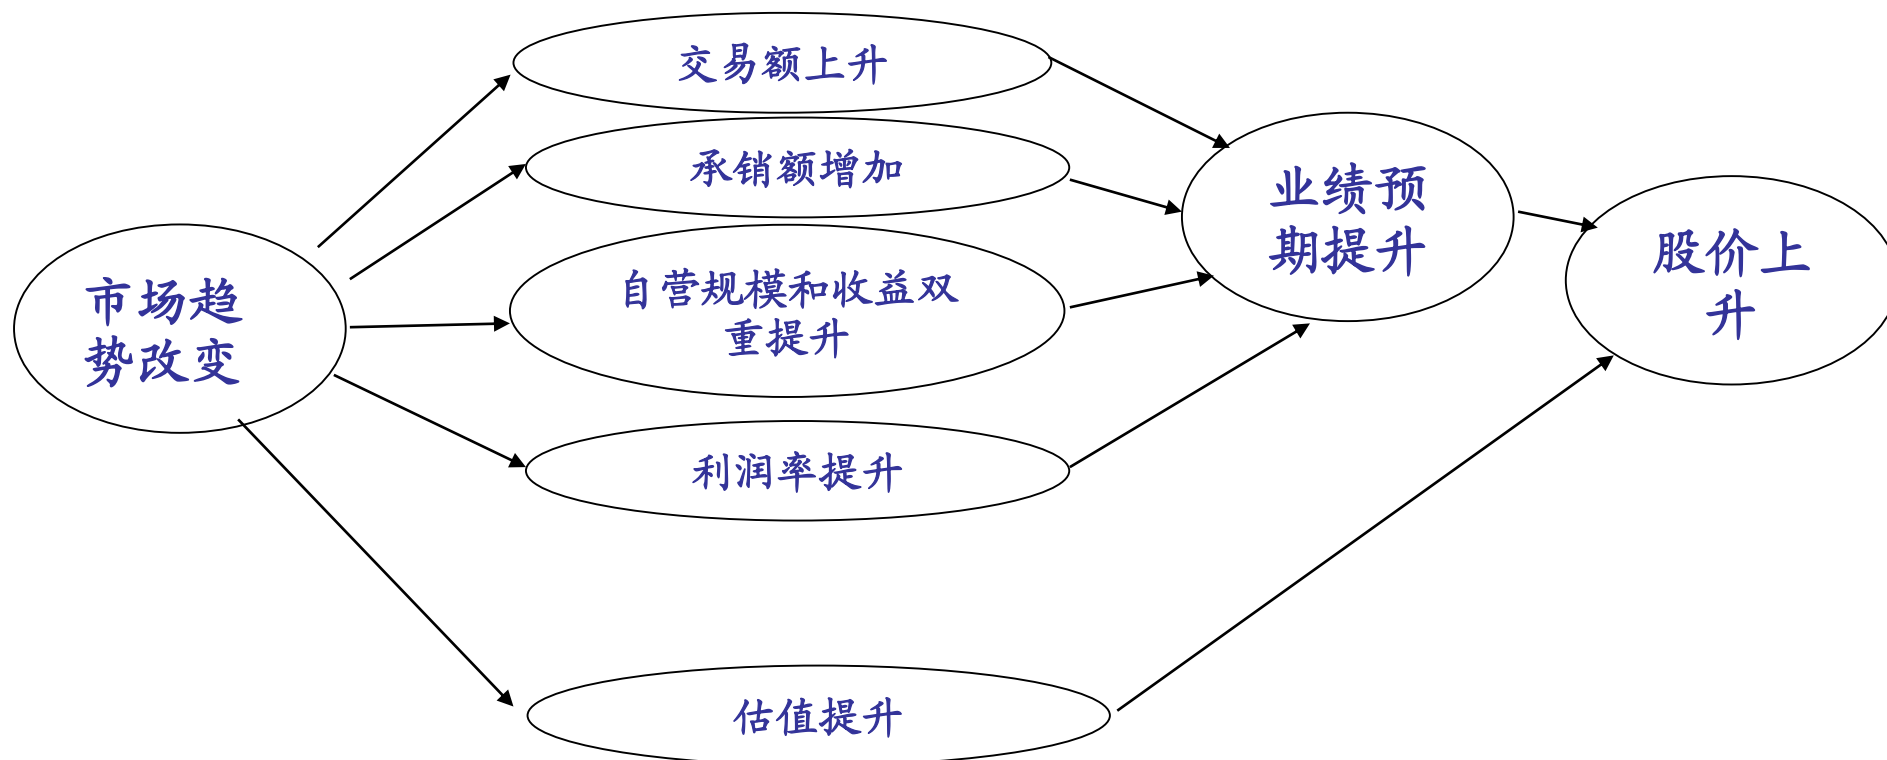 交易额上升
承销额增加
自营规模和收益双
重提升
利润率提升
估值提升
市场趋
势改变
业绩预
期提升
股价上
升